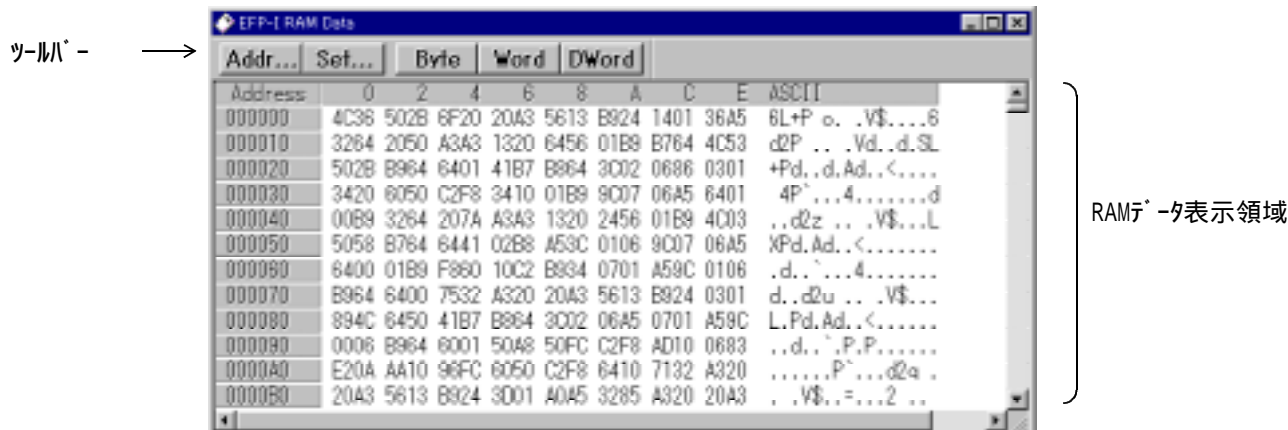 EFP-I RAM Data
ﾂｰﾙﾊﾞｰ
Addr... Set... Byte Word DWord
Address 0 2 4 6 8 A C E ASCII
000000 4C36 502B 6F20 20A3 5613 B924 1401 36A5 6L+P o. .V$....6
000010 3264 2050 A3A3 1320 6456 01B9 B764 4C53 d2P .. .Vd..d.SL
000020 502B B964 6401 41B7 B864 3C02 0686 0301 +Pd..d.Ad..<....
000030 3420 6050 C2F8 3410 01B9 9C07 06A5 6401 4P`...4.......d
RAMﾃﾞｰﾀ表示領域
000040 00B9 3264 207A A3A3 1320 2456 01B9 4C03 ..d2z .. .V$...L
000050 5058 B764 6441 02B8 A53C 0106 9C07 06A5 XPd.Ad..<.......
000060 6400 01B9 F860 10C2 B934 0701 A59C 0106 .d..`...4.......
000070 B964 6400 7532 A320 20A3 5613 B924 0301 d..d2u .. .V$...
000080 894C 6450 41B7 B864 3C02 06A5 0701 A59C L.Pd.Ad..<......
000090 0006 B964 6001 50A8 50FC C2F8 AD10 0683 ..d..`.P.P......
0000A0 E20A AA10 96FC 6050 C2F8 6410 7132 A320 ......P`...d2q .
0000B0 20A3 5613 B924 3D01 A0A5 3285 A320 20A3 . .V$..=...2 ..